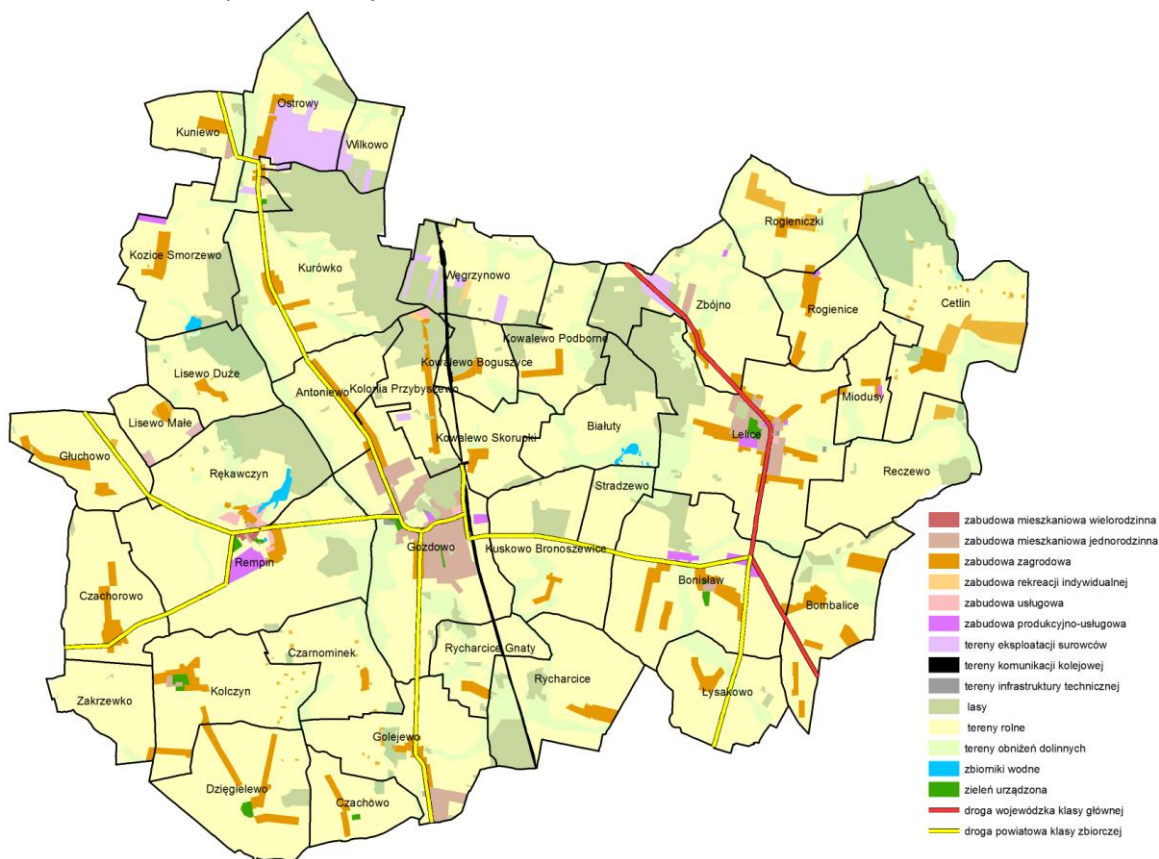 Ostrowy
Kuniewo
Wilkowo
Rogieniczki
Kozice Smorzewo
Kurówko
Węgrzynowo
Zbójno
Rogienice
Cetlin
Kowalewo Podborne
Kowalewo Boguszyce
Lisewo Duże
Antoniewo
Kolonia Przybyszewo
Miodusy
Lisewo Małe
Kowalewo Skorupki
Białuty
Lelice
Głuchowo
Rękawczyn
Reczewo
Stradzewo
Gozdowo
Kuskowo Bronoszewice
Rempin
Bonisław
Czachorowo
Bombalice
Czarnominek
Rycharcice Gnaty
Rycharcice
Kolczyn
Zakrzewko
Łysakowo
Golejewo
Dzięgielewo
Czachowo
zabudowa mieszkaniowa wielorodzinna
zabudowa mieszkaniowa jednorodzinna
zabudowa zagrodowa
zabudowa rekreacji indywidualnej
zabudowa usługowa
zabudowa produkcyjno-usługowa
tereny eksploatacji surowców
tereny komunikacji kolejowej
tereny infrastruktury technicznej
lasy
tereny rolne
tereny obniżeń dolinnych
zbiorniki wodne
zieleń urządzona
droga wojewódzka klasy głównej
droga powiatowa klasy zbiorczej